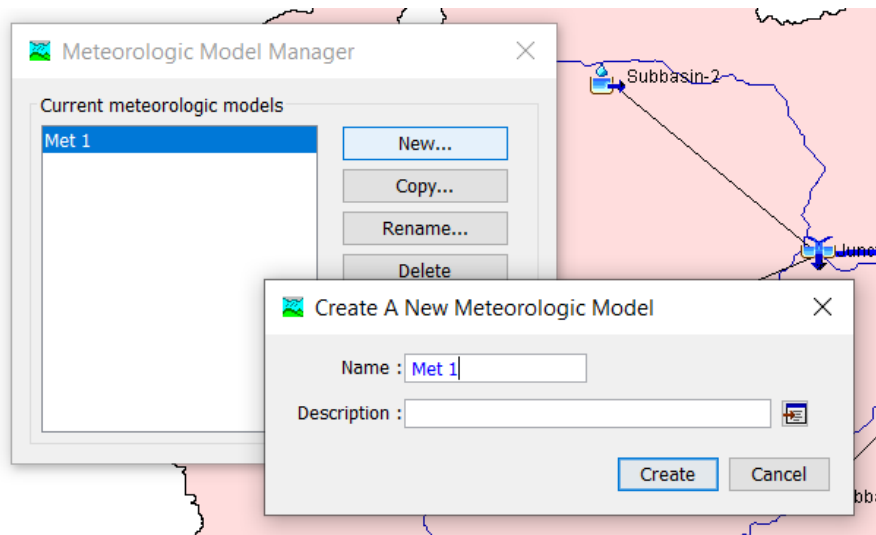 Meteorologic Model Manager
Current meteorologic models
Met 1
New...
Copy...
Rename...
Delete
Subbasin-2
Create A New Meteorologic Model
Name : Met 1
Description :
Create
Cancel